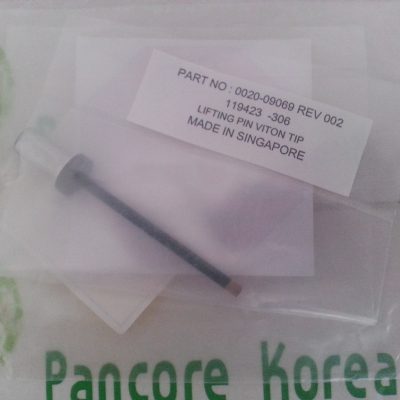 PART NO : 0020-09069 REV 002
119423 -306
LIFTING PIN VITON TIP
MADE IN SINGAPORE
Pancore Korea